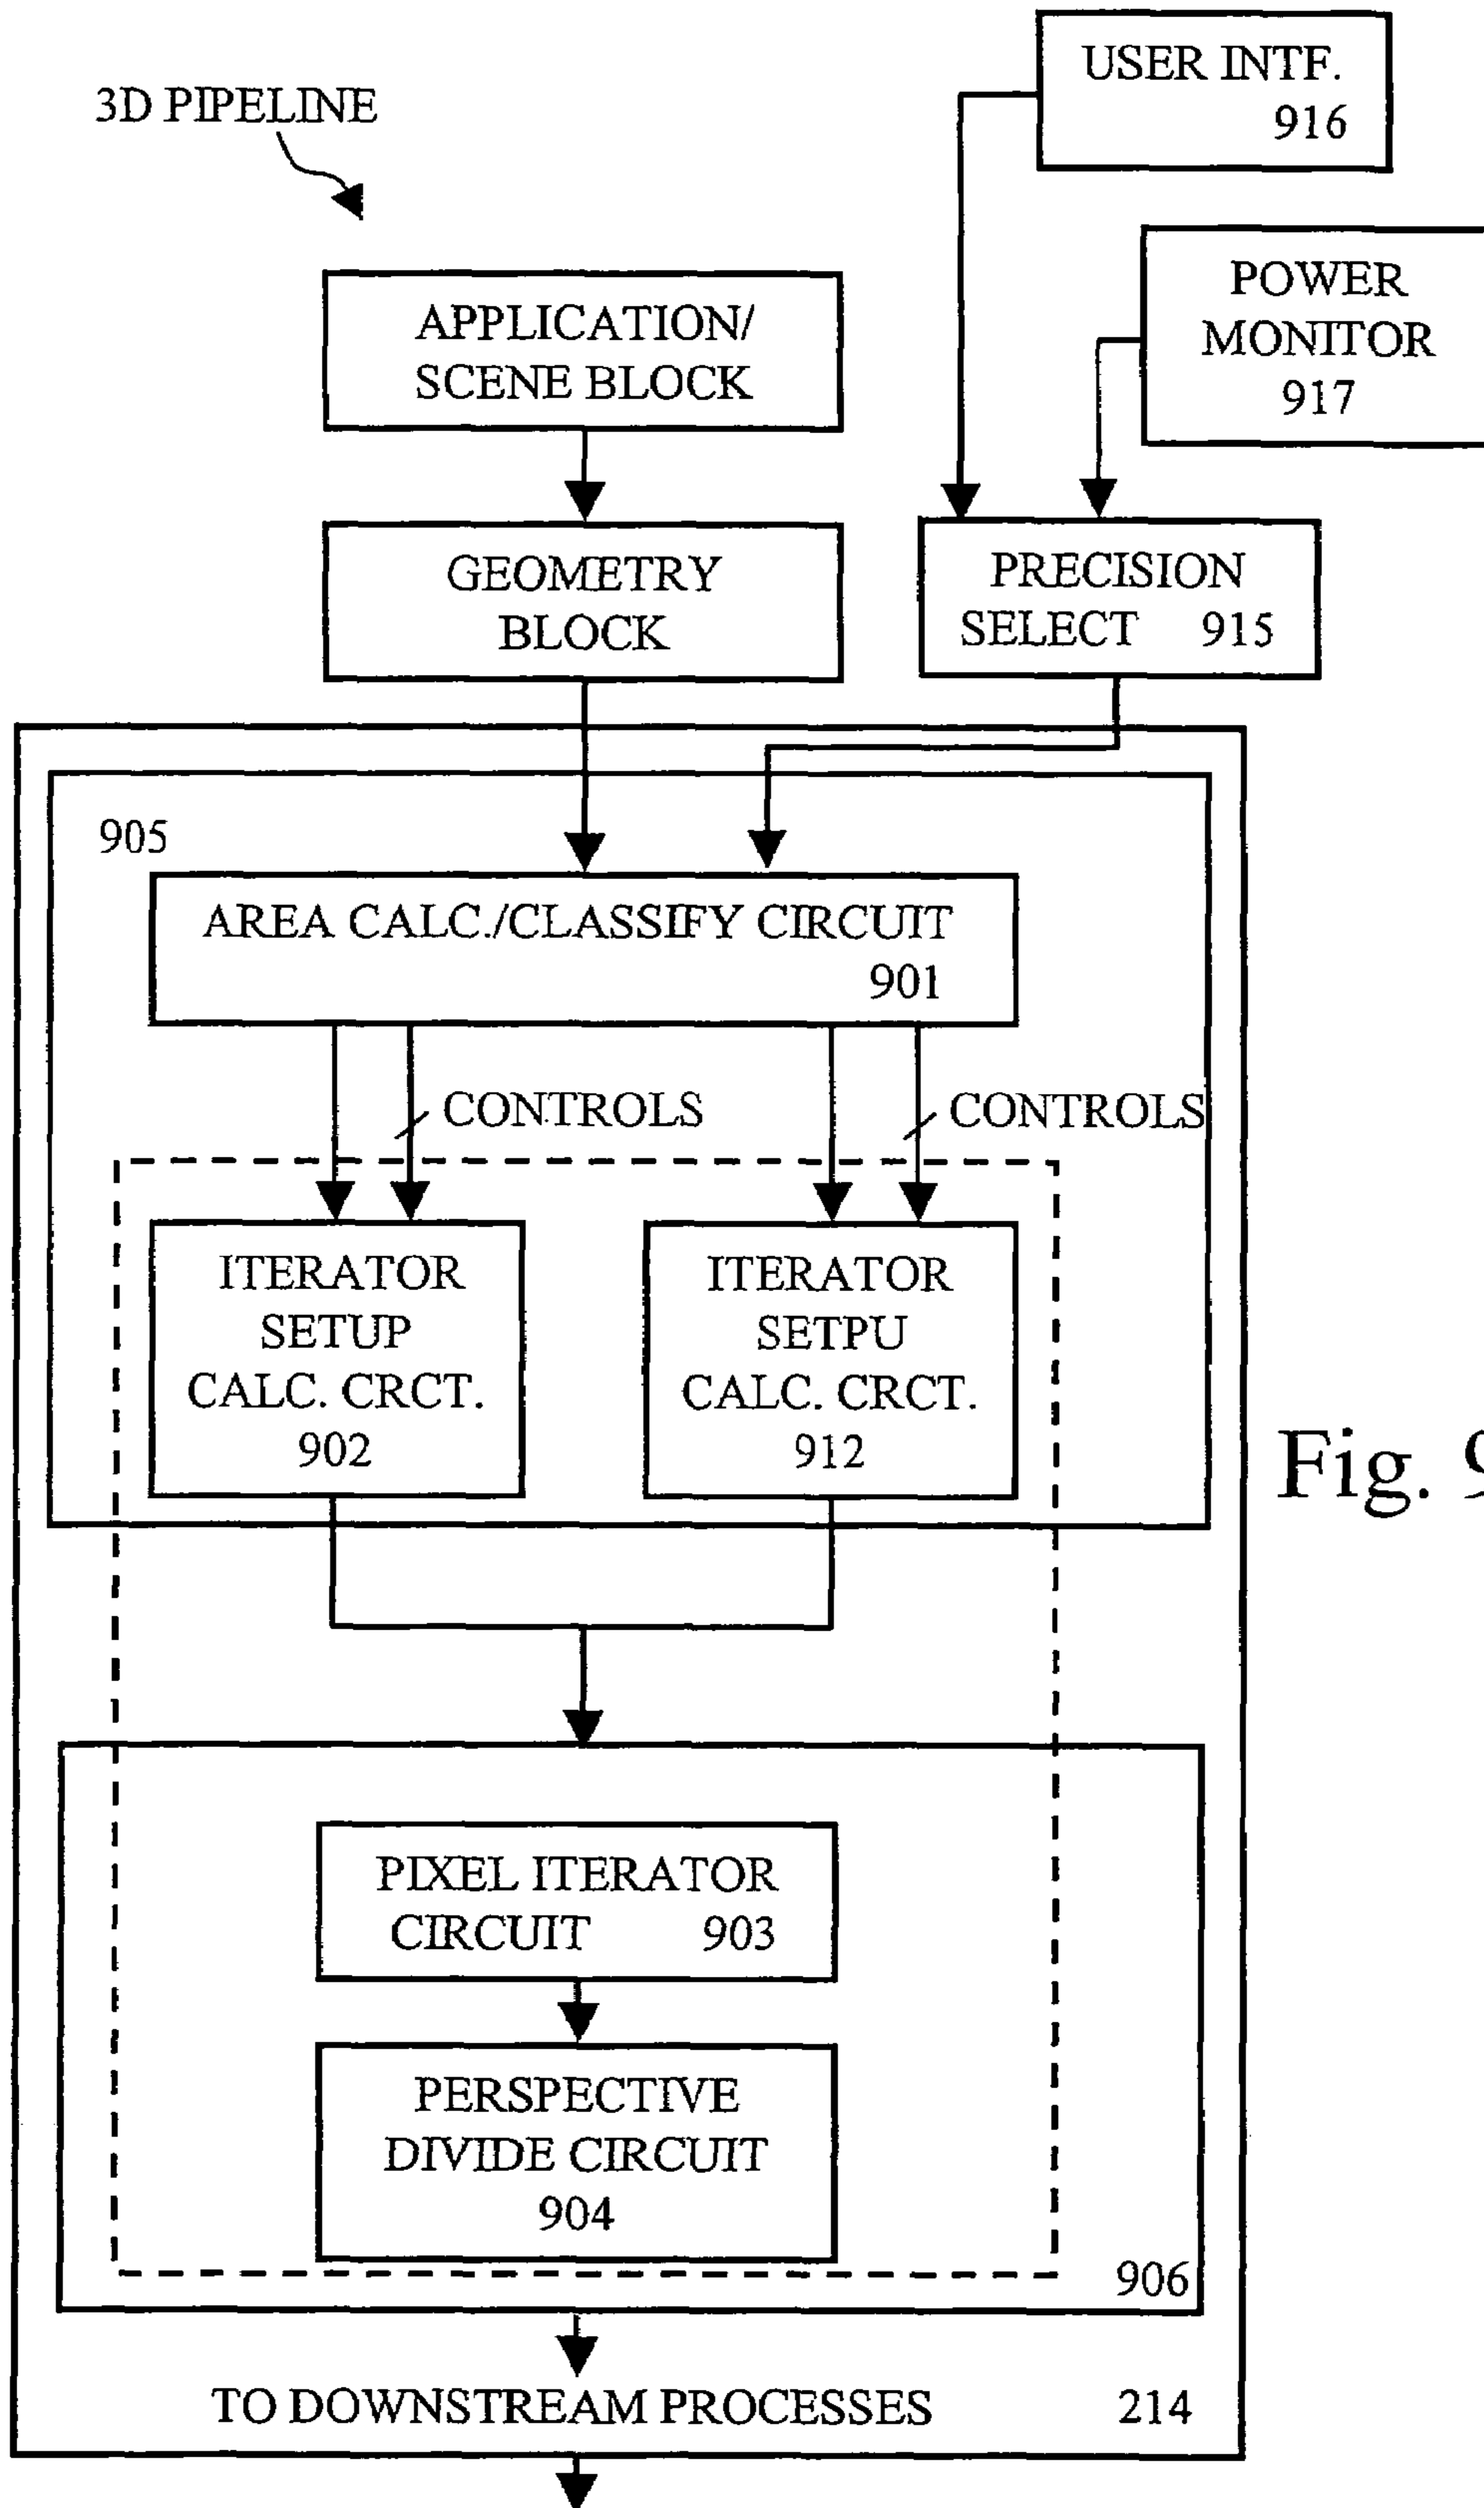 USER INTF.
916
3D PIPELINE
POWER
MONITOR
917
APPLICATION/
SCENE BLOCK
GEOMETRY
BLOCK
PRECISION
SELECT 915
905
AREA CALC./CLASSIFY CIRCUIT
901
CONTROLS
CONTROLS
ITERATOR
SETUP
CALC. CRCT.
902
ITERATOR
SETPU
CALC. CRCT.
912
Fig. 9
PIXEL ITERATOR
CIRCUIT 903
PERSPECTIVE
DIVIDE CIRCUIT
904
906
TO DOWNSTREAM PROCESSES 214